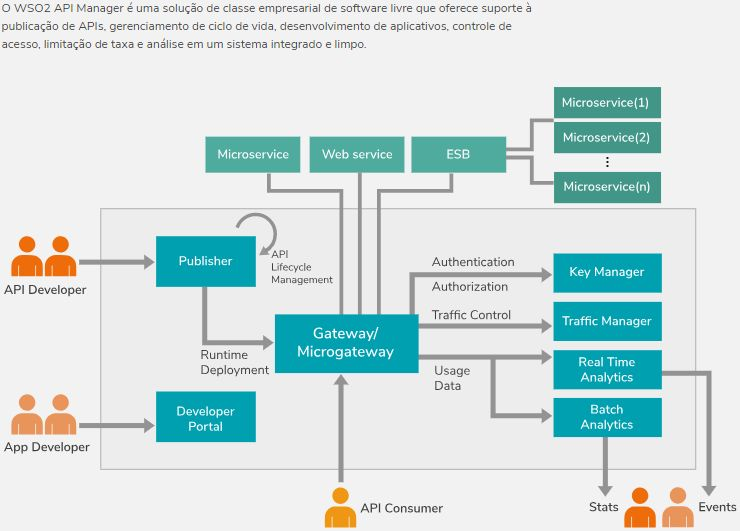 O WSO2 API Manager é uma solução de classe empresarial de software livre que oferece suporte à
publicação de APIs, gerenciamento de ciclo de vida, desenvolvimento de aplicativos, controle de
acesso, limitação de taxa e análise em um sistema integrado e limpo.
Microservice
Web service
ESB
Microservice(1)
Microservice(2)
⋮
Microservice(n)
API Developer
Publisher
API
Lifecycle
Management
Authentication
Authorization
Key Manager
Traffic Control
Traffic Manager
Gateway/
Microgateway
Runtime
Deployment
Usage
Data
Real Time
Analytics
Batch
Analytics
App Developer
Developer
Portal
API Consumer
Stats
Events